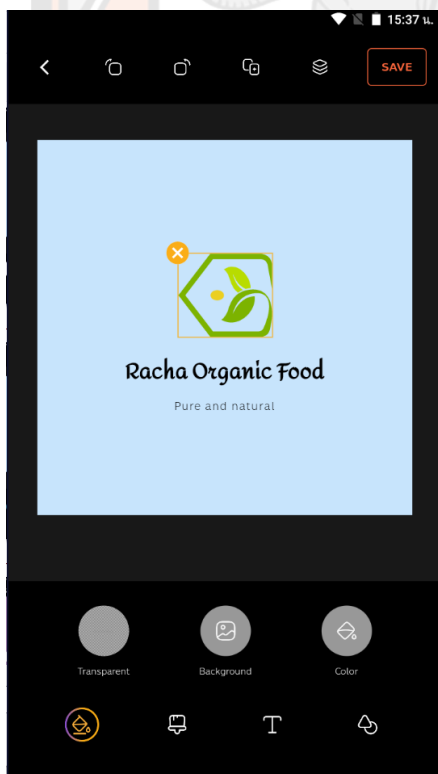 15:37 น.
SAVE
Racha Organic Food
Pure and natural
Transparent
Background
Color
T